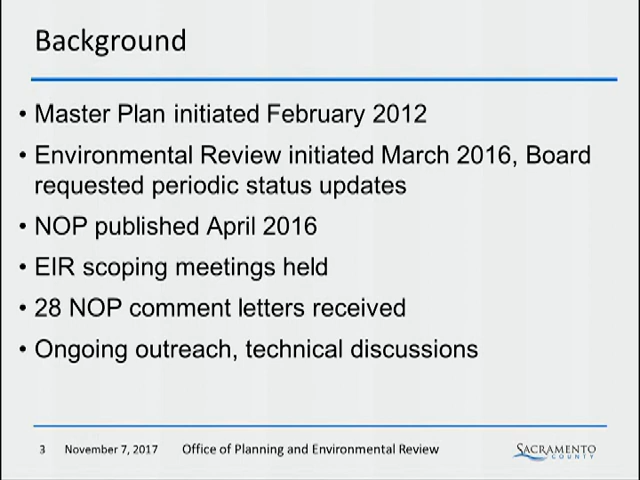 Background
• Master Plan initiated February 2012
• Environmental Review initiated March 2016, Board
requested periodic status updates
• NOP published April 2016
• EIR scoping meetings held
• 28 NOP comment letters received
• Ongoing outreach, technical discussions
3 November 7, 2017 Office of Planning and Environmental Review
SACRAMENTO
COUNTY